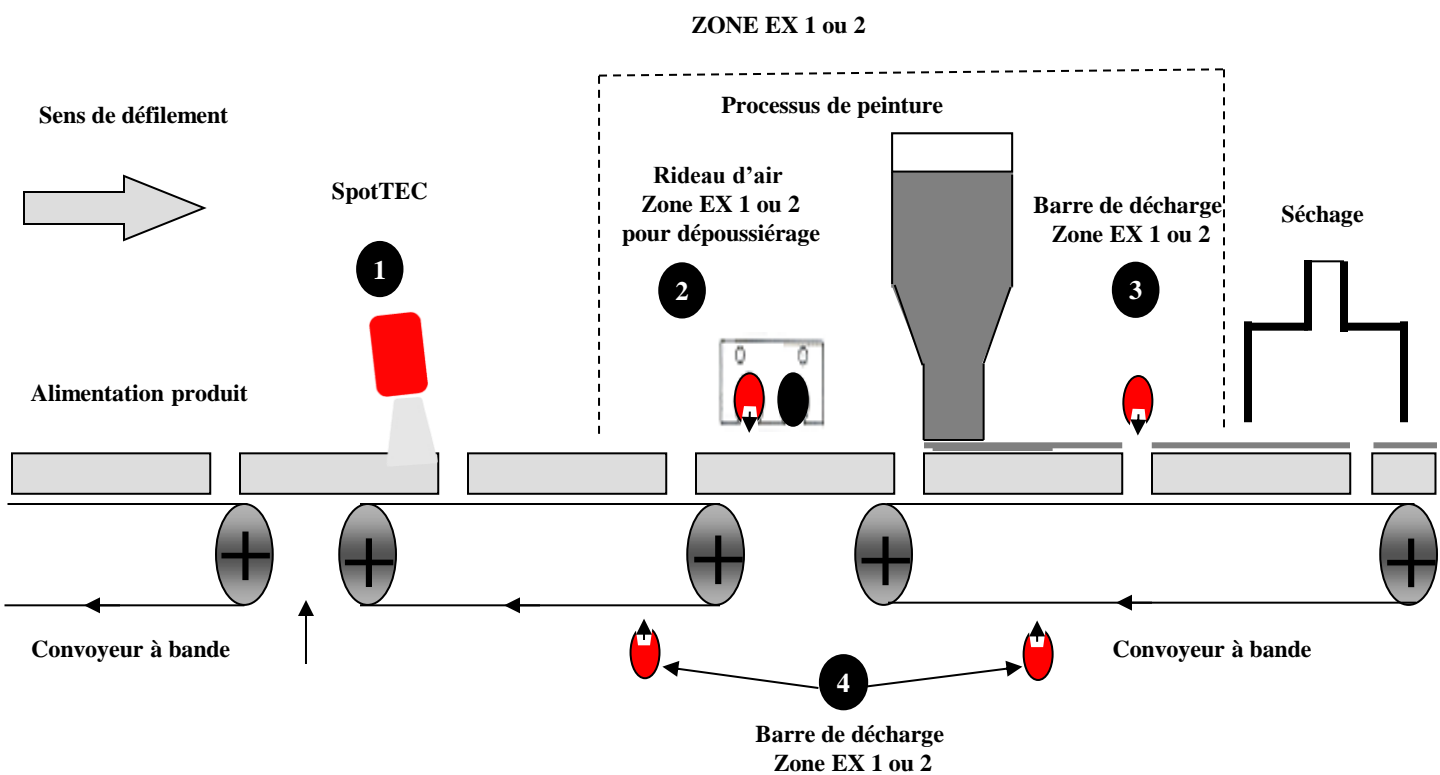 ZONE EX 1 ou 2
Processus de peinture
Sens de défilement
SpotTEC
Rideau d'air
Zone EX 1 ou 2
pour dépoussiérage
Barre de décharge
Zone EX 1 ou 2
Séchage
1
2
3
Alimentation produit
Convoyeur à bande
Convoyeur à bande
4
Barre de décharge
Zone EX 1 ou 2